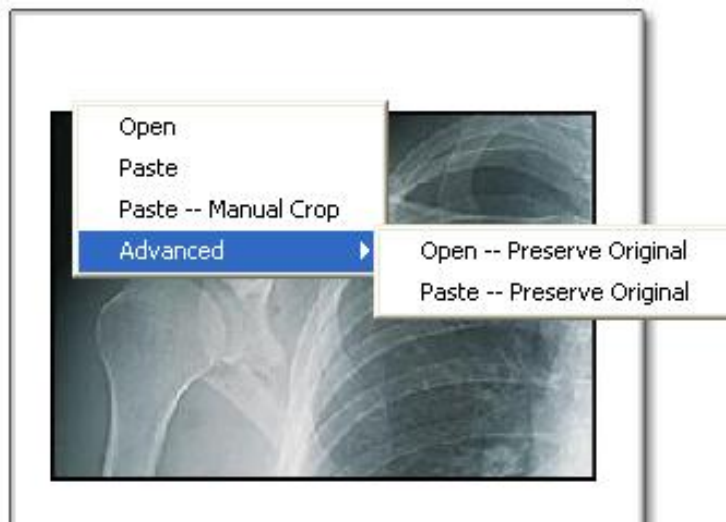 Open
Paste
Paste -- Manual Crop
Advanced
Open -- Preserve Original
Paste -- Preserve Original